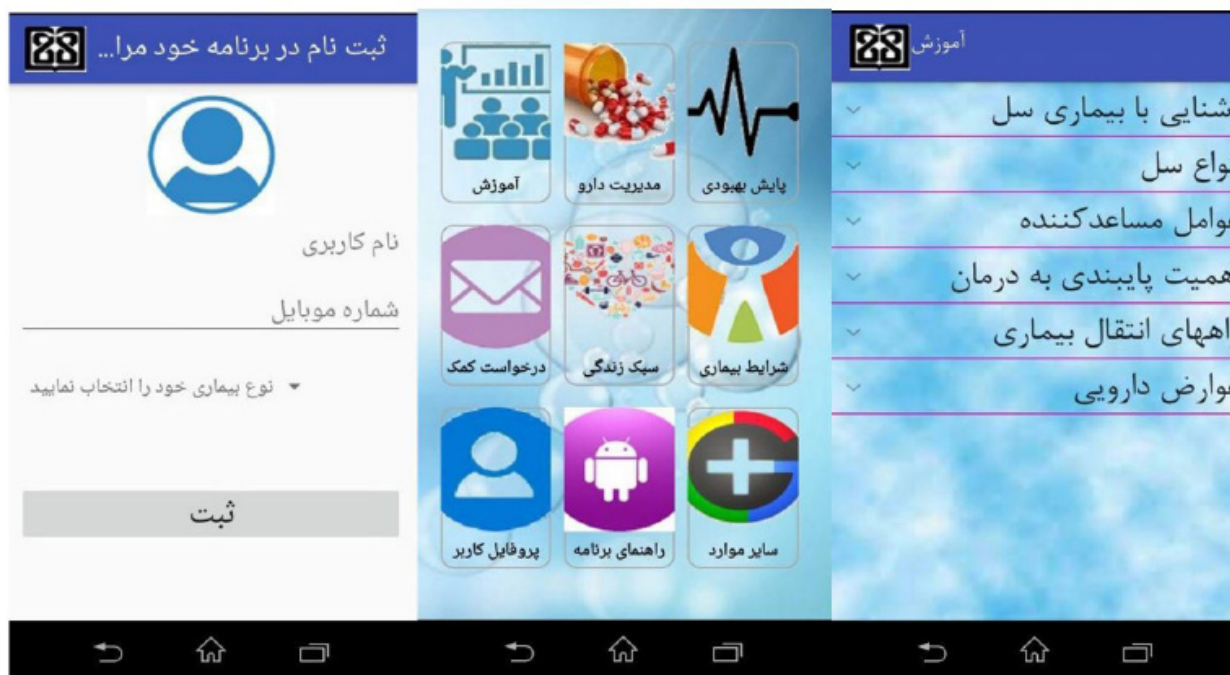 ثبت نام در برنامه خود مرا...
نام کاربری
شماره موبایل
نوع بیماری خود را انتخاب نمایید
ثبت
پایش بهبودی
مدیریت دارو
آموزش
شرایط بیماری
سبک زندگی
درخواست کمک
سایر موارد
راهنمای برنامه
پروفایل کاربر
آموزش
شنایی با بیماری سل
نواع سل
وامل مساعدکننده
همیت پایبندی به درمان
اههای انتقال بیماری
وارض دارویی